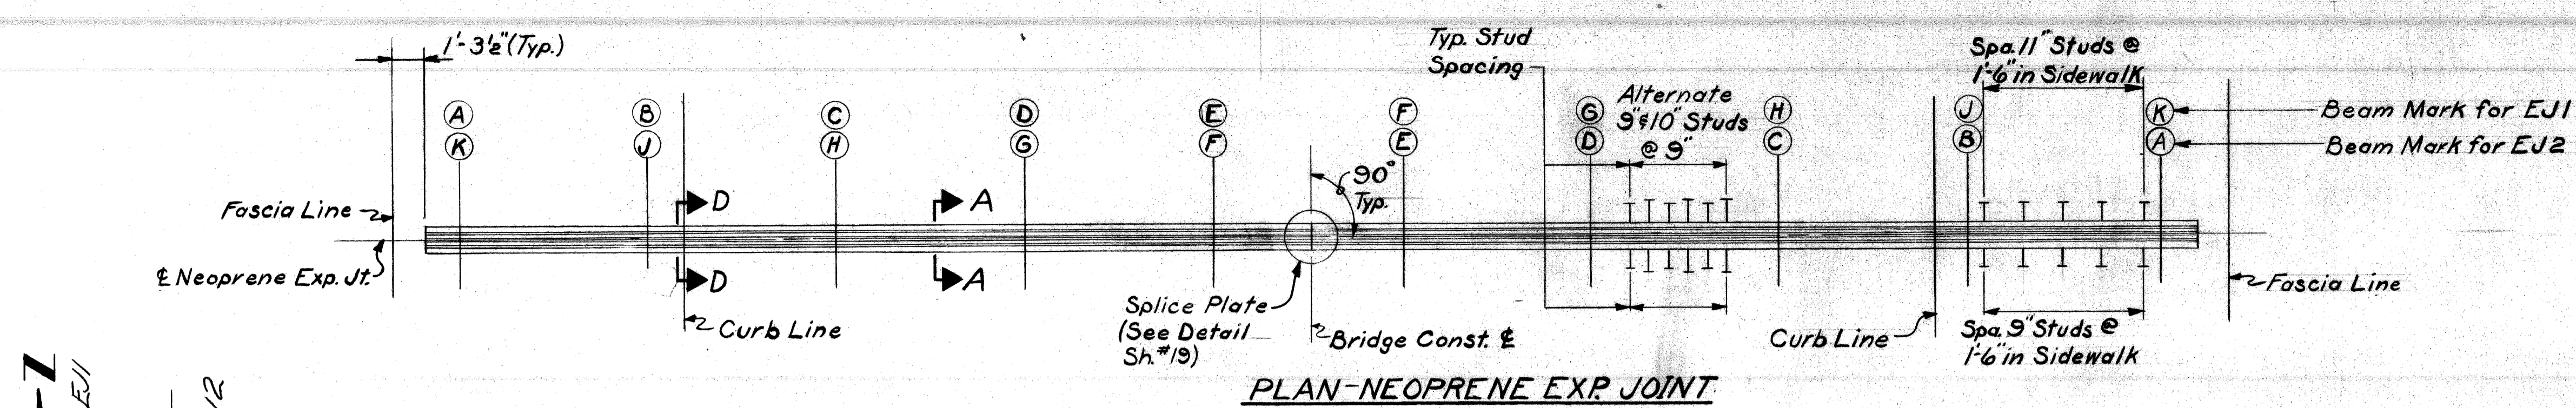 1'-3½"(Typ.)
Typ. Stud
Spacing
Alternate
9"&10" Studs
@ 9"
Spa. 11" Studs @
1'-6" in Sidewalk
A
B
C
D
E
F
G
H
J
K
Beam Mark for EJ1
K
J
H
G
F
E
D
C
B
A
Beam Mark for EJ2
90°
Typ.
Fascia Line
D
A
℄ Neoprene Exp. Jt.
D
A
Fascia Line
Curb Line
Splice Plate
(See Detail
Sh.#19)
Bridge Const. ℄
Curb Line
Spa. 9" Studs @
1'-6" in Sidewalk
PLAN-NEOPRENE EXP. JOINT
EJ1